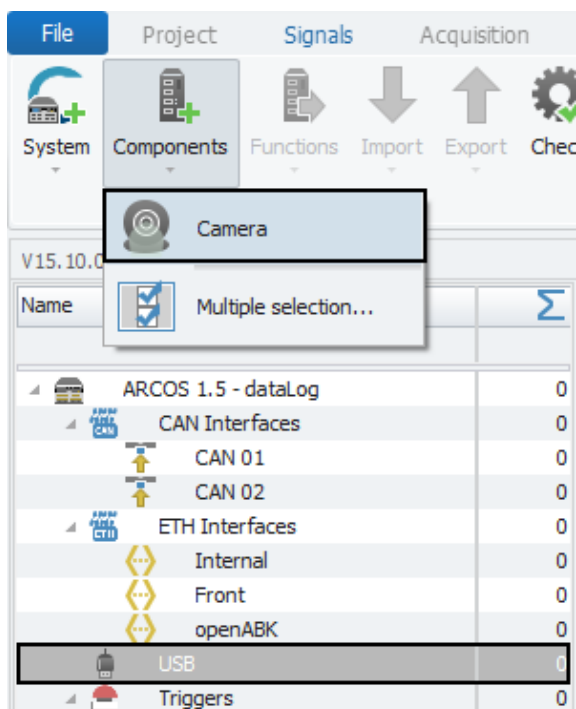 File Project Signals Acquisition
System Components Functions Import Export Chec
Camera
V15.10.0
Multiple selection...
Name Σ
ARCOS 1.5 - dataLog 0
CAN Interfaces 0
CAN 01 0
CAN 02 0
ETH Interfaces 0
Internal 0
Front 0
openABK 0
USB 0
Triggers 0